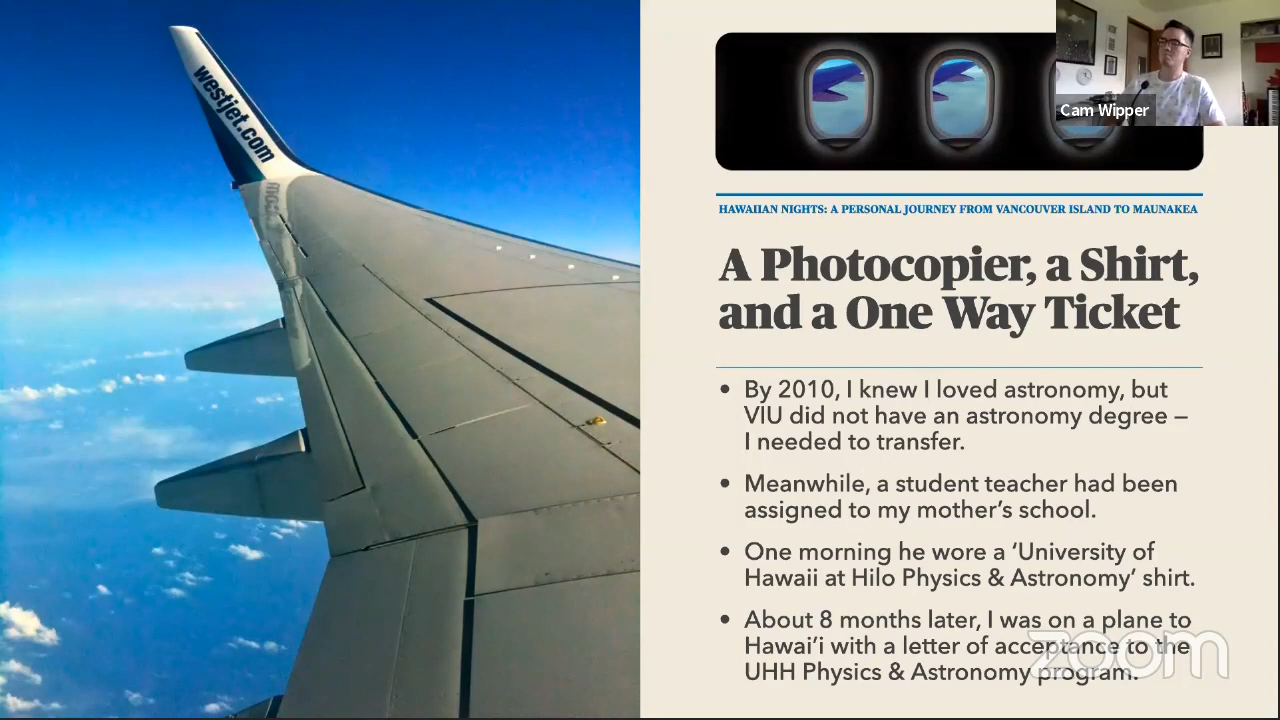 westjet.com
Cam Wipper
HAWAIIAN NIGHTS: A PERSONAL JOURNEY FROM VANCOUVER ISLAND TO MAUNAKEA
A Photocopier, a Shirt,
and a One Way Ticket
• By 2010, I knew I loved astronomy, but
VIU did not have an astronomy degree –
I needed to transfer.
• Meanwhile, a student teacher had been
assigned to my mother’s school.
• One morning he wore a ‘University of
Hawaii at Hilo Physics & Astronomy’ shirt.
• About 8 months later, I was on a plane to
Hawai’i with a letter of acceptance to the
UHH Physics & Astronomy program.
zoom